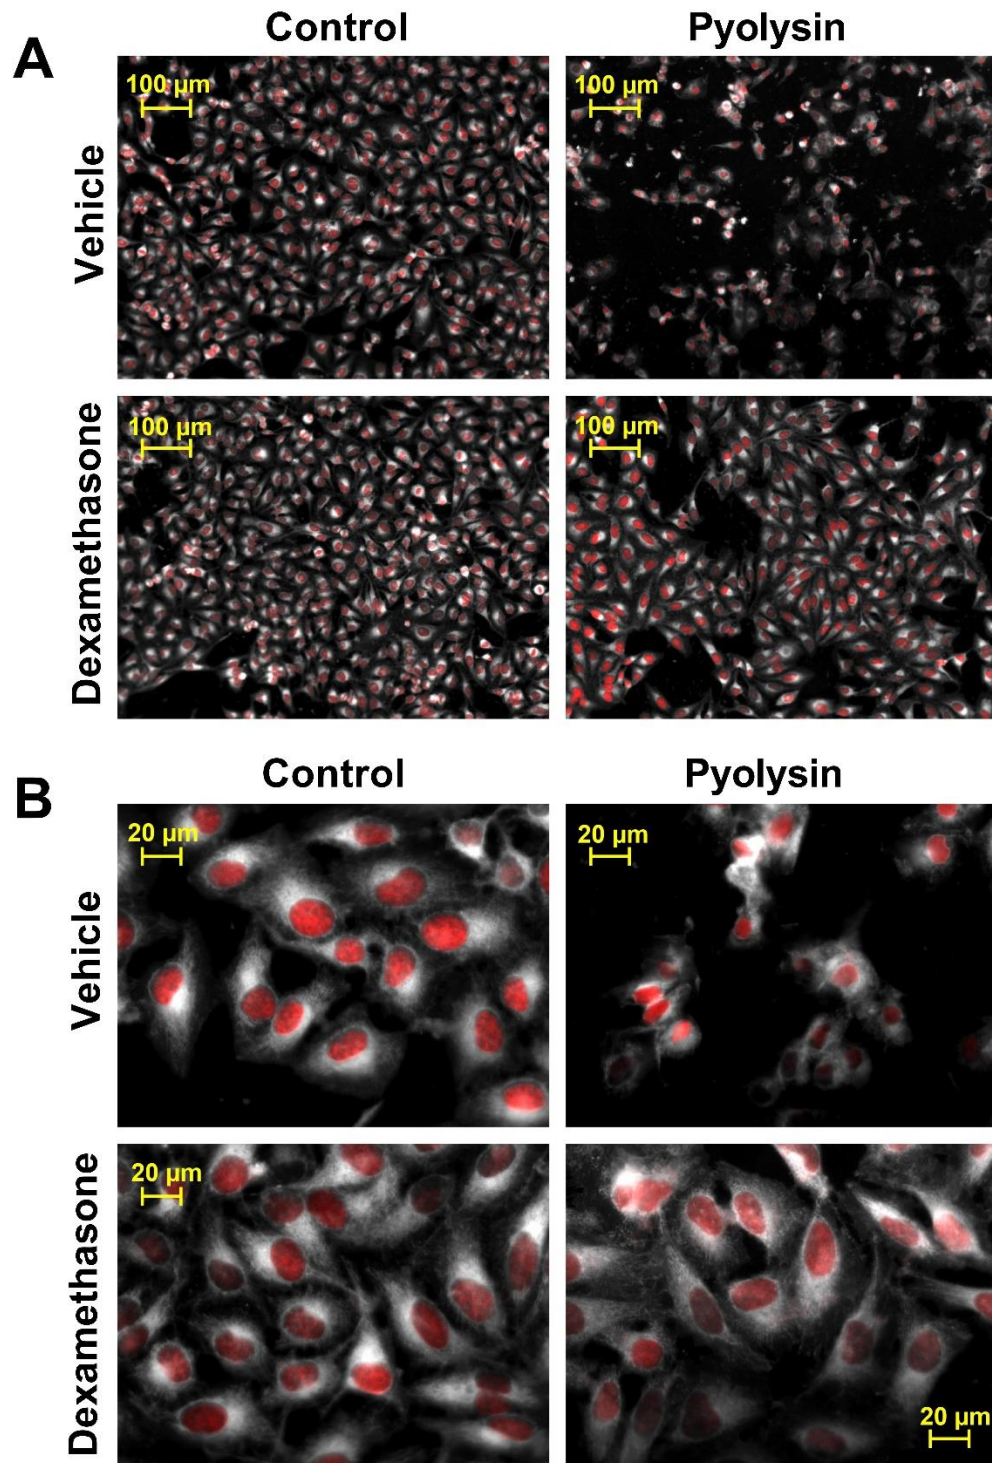 Control
Pyolysin
A
100 µm
100 µm
Vehicle
100 µm
100 µm
Dexamethasone
Control
Pyolysin
B
20 µm
20 µm
Vehicle
20 µm
20 µm
Dexamethasone